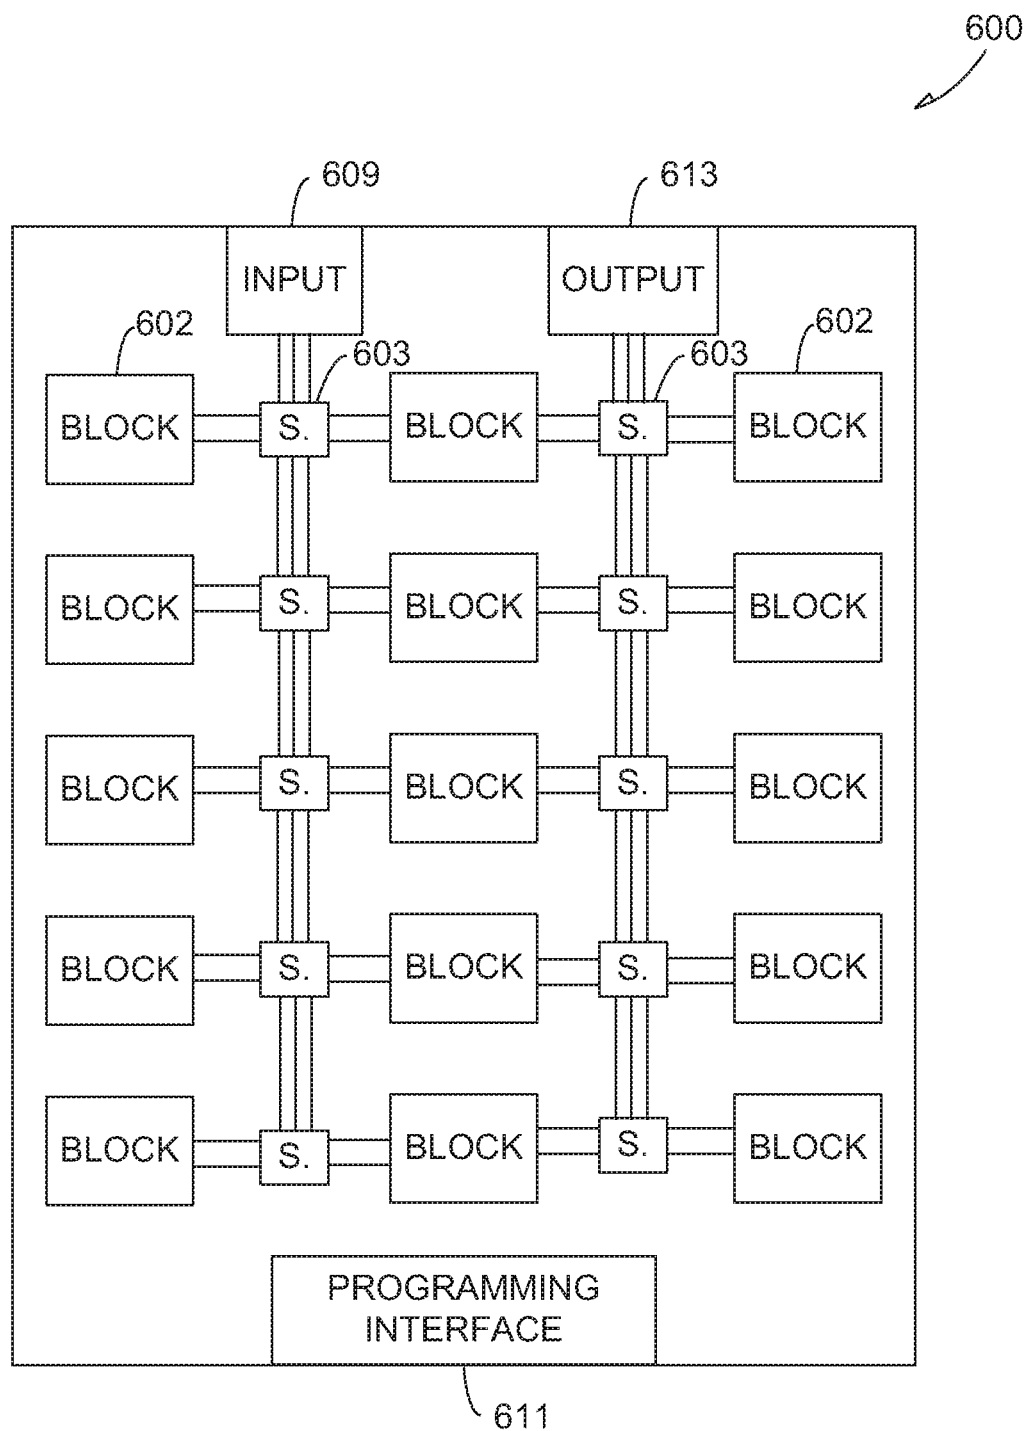 600
609
613
INPUT
OUTPUT
602
602
603
603
BLOCK
S.
BLOCK
S.
BLOCK
BLOCK
S.
BLOCK
S.
BLOCK
BLOCK
S.
BLOCK
S.
BLOCK
BLOCK
S.
BLOCK
S.
BLOCK
BLOCK
S.
BLOCK
S.
BLOCK
PROGRAMMING
INTERFACE
611